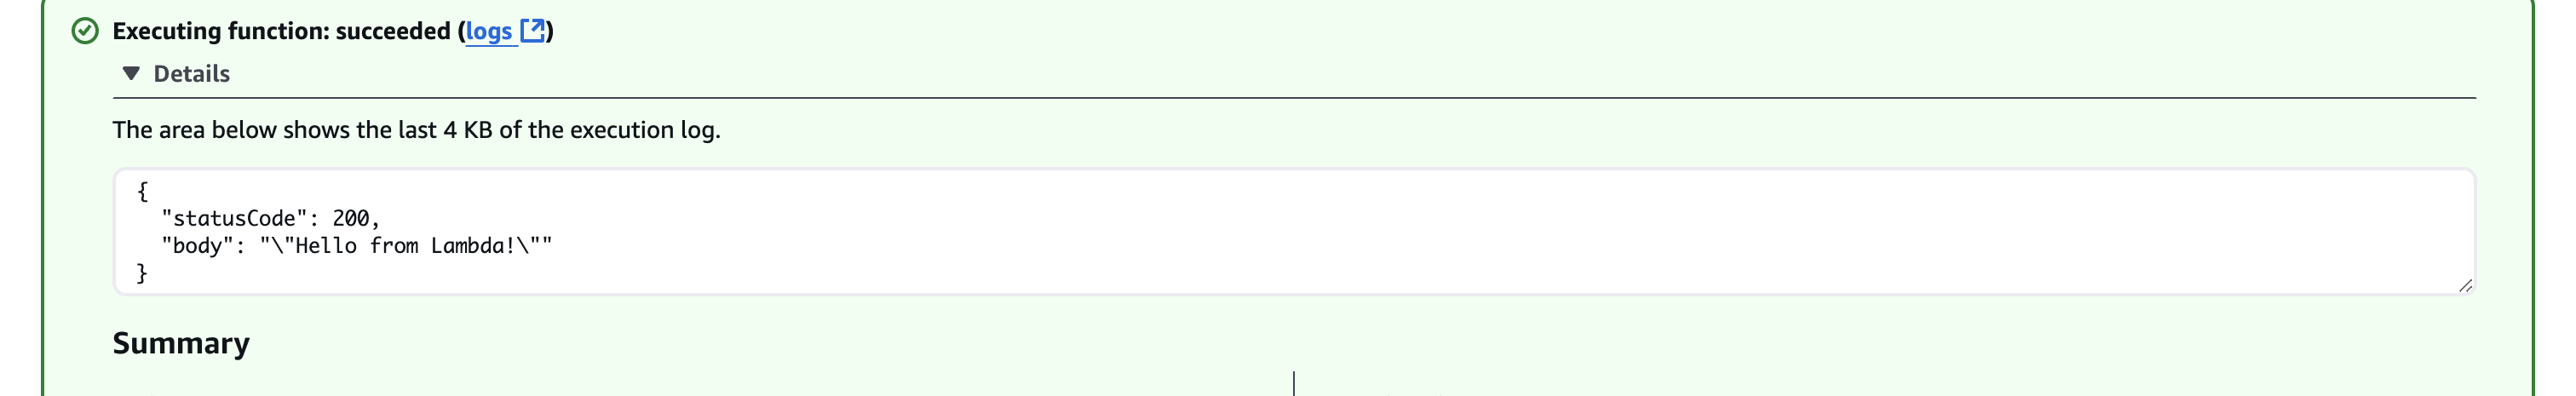 Executing function: succeeded (logs)
Details
The area below shows the last 4 KB of the execution log.
{
  "statusCode": 200,
  "body": "\"Hello from Lambda!\""
}
Summary